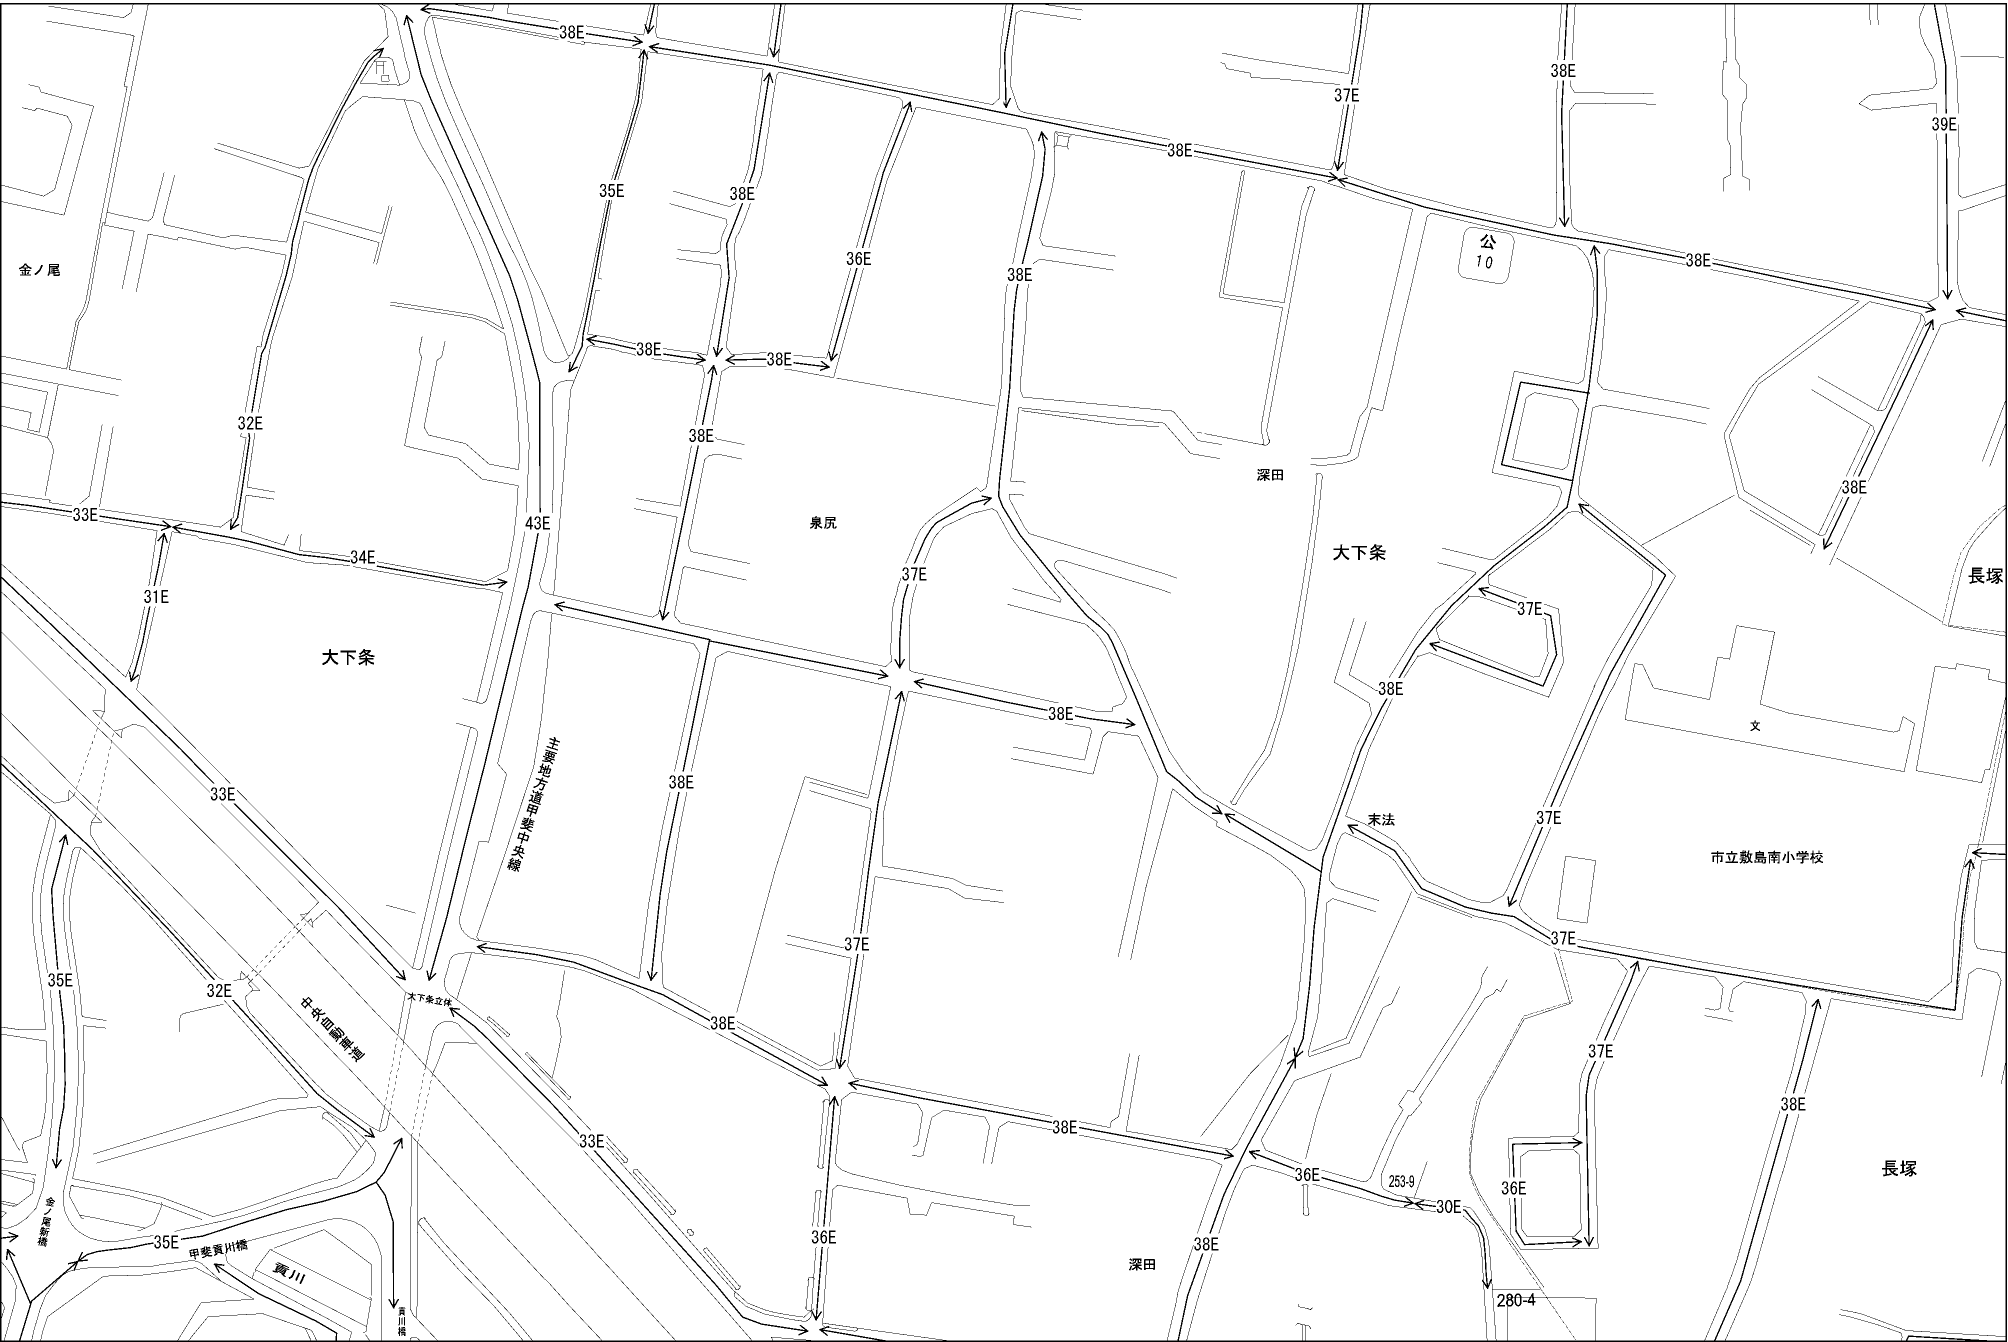 38E
38E
37E
39E
38E
35E
38E
公
10
36E
38E
38E
金ノ尾
38E
38E
32E
38E
深田
38E
33E
43E
泉尻
34E
大下条
37E
長塚
31E
37E
大下条
38E
38E
文
主要地方道甲斐中央線
38E
33E
37E
末法
市立敷島南小学校
37E
37E
35E
32E
大下条立体
中央自動車道
38E
37E
38E
38E
33E
長塚
36E
253-9
36E
30E
金ノ尾新橋
35E
甲斐貢川橋
36E
38E
貢川
深田
280-4
貢川橋